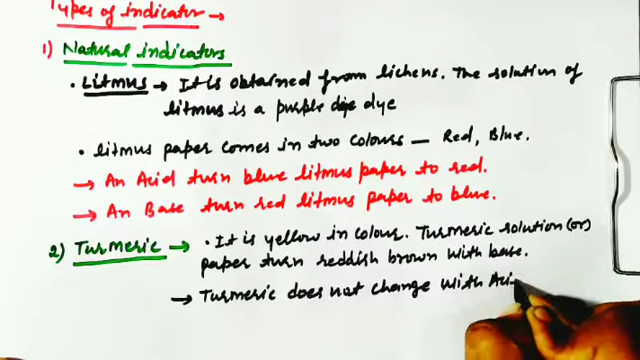 Types of indicator →
1) Natural indicators
• Litmus → It is obtained from lichens. The solution of
litmus is a purple dye
• litmus paper comes in two colours — Red, Blue.
→ An Acid turn blue litmus paper to red.
→ An Base turn red litmus paper to blue.
2) Turmeric → • It is yellow in colour. Turmeric solution (or)
paper turn reddish brown with base.
→ Turmeric does not change with Aci